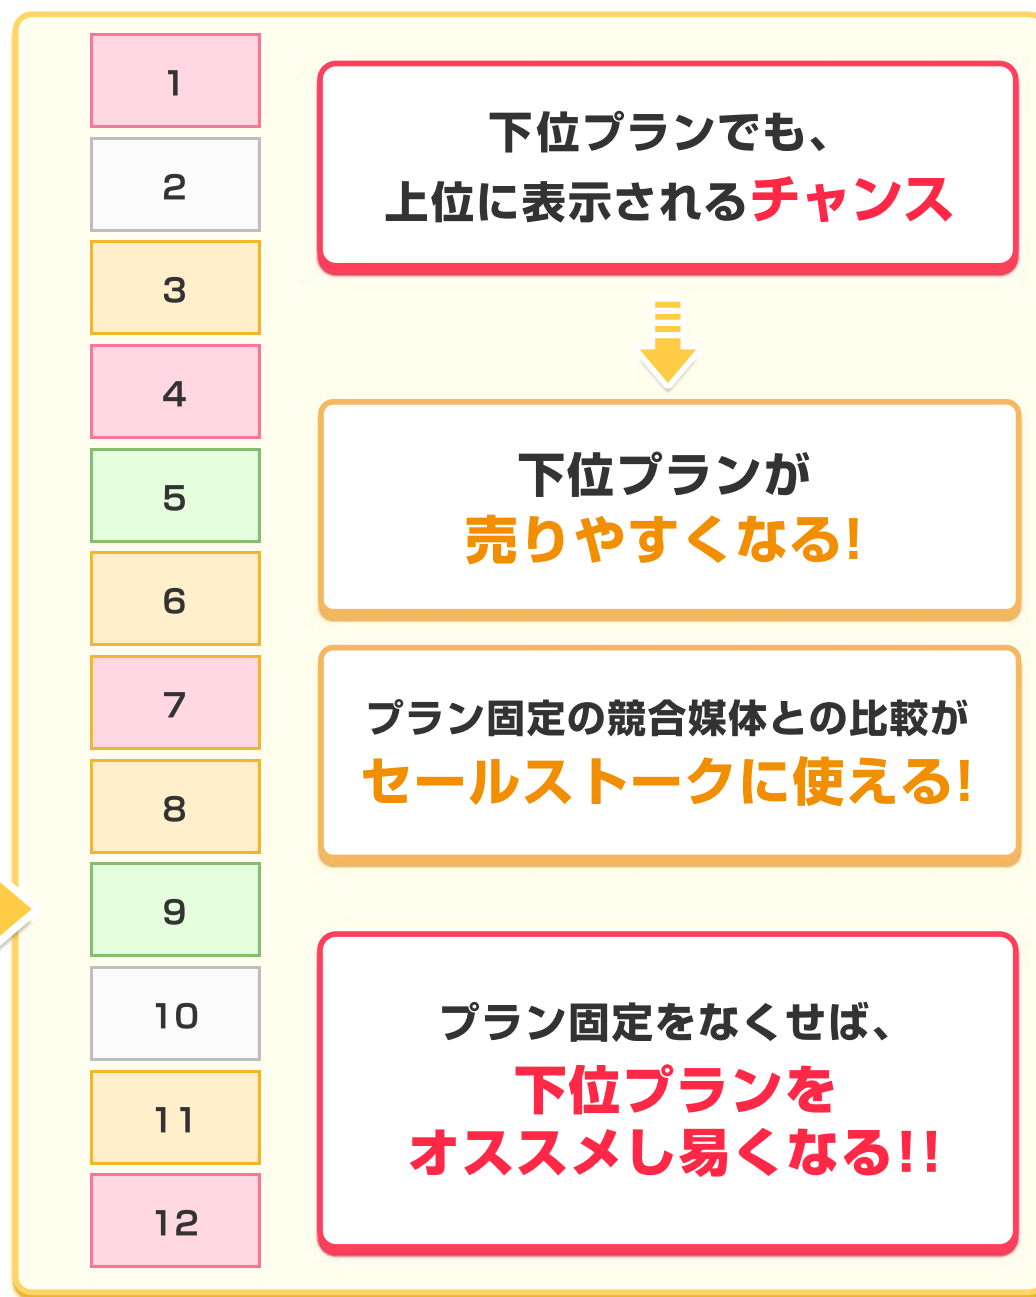 1
2
3
4
5
6
7
8
9
10
11
12
下位プランでも、
上位に表示されるチャンス
下位プランが
売りやすくなる!
プラン固定の競合媒体との比較が
セールストークに使える!
プラン固定をなくせば、
下位プランを
オススメし易くなる!!